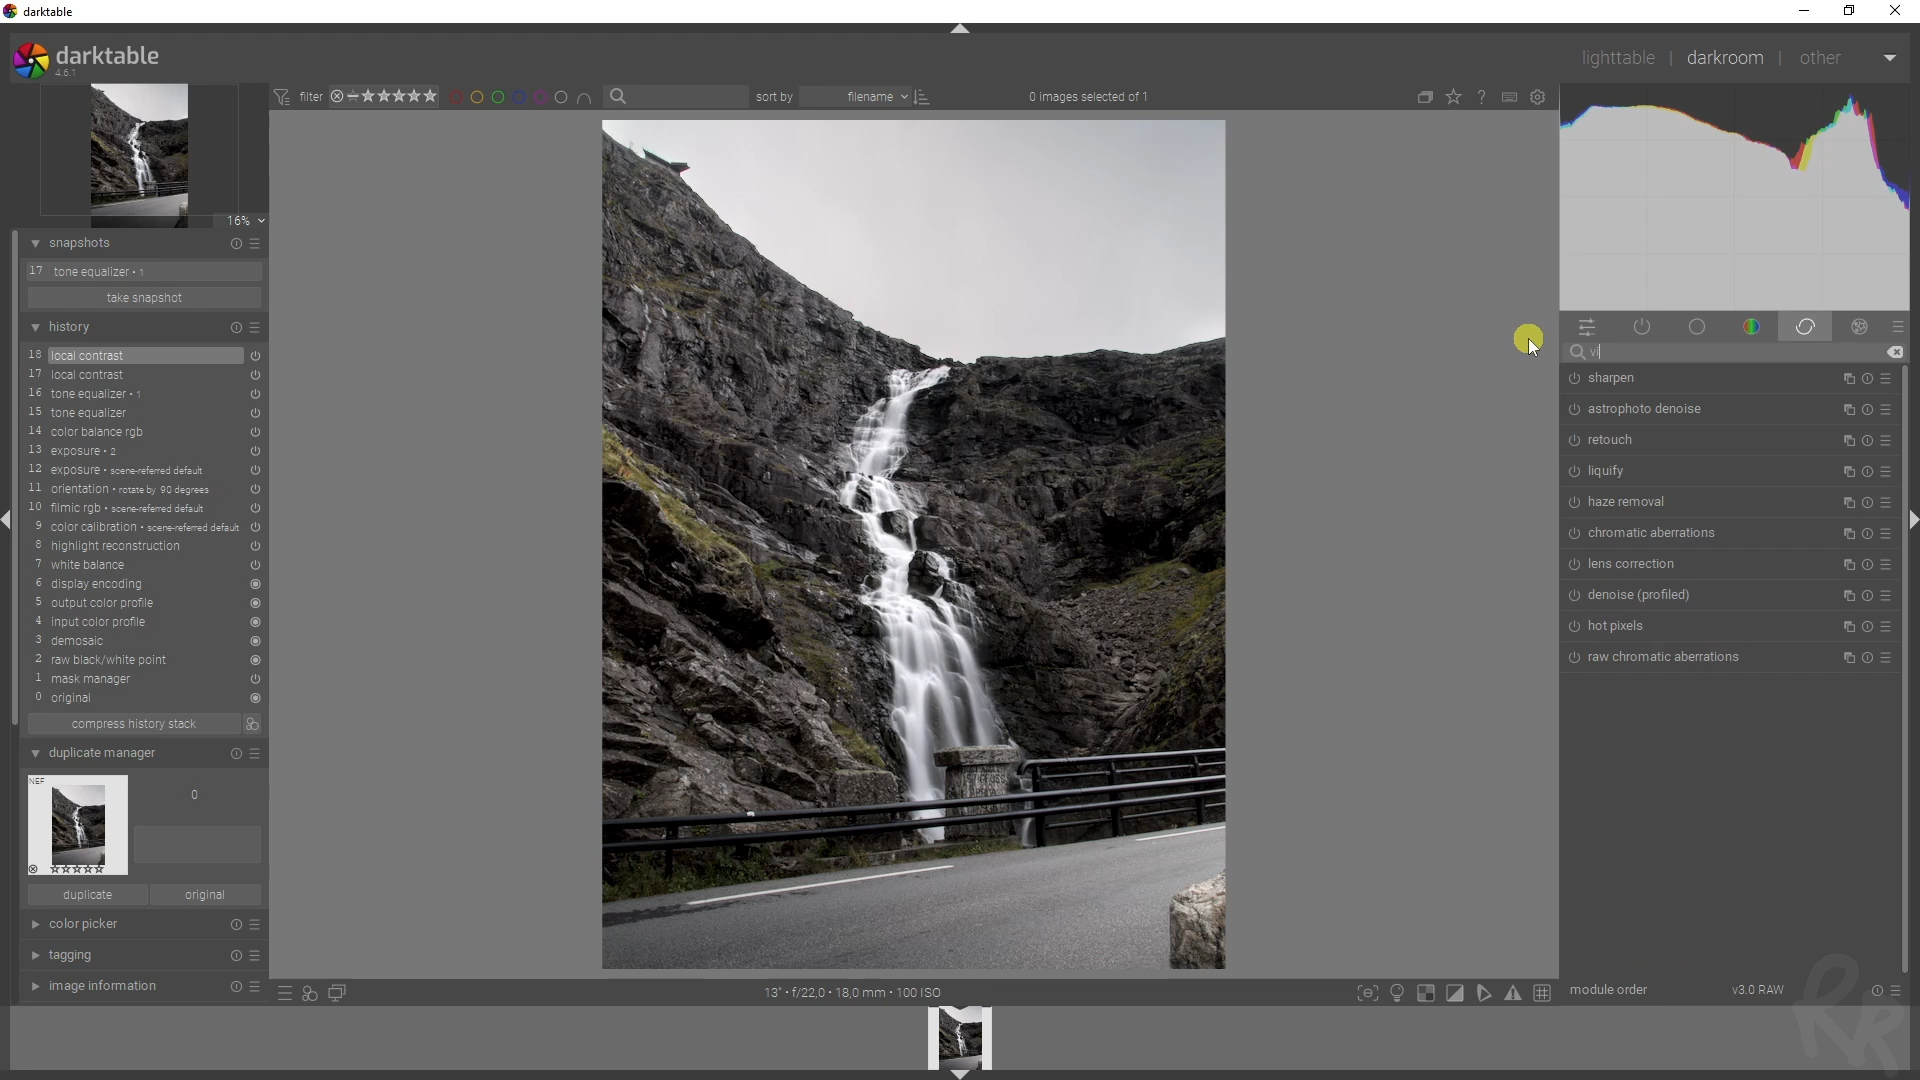 darktable
darktable
4.6.1
lighttable | darkroom | other
filter
sort by filename
0 images selected of 1
16%
snapshots
17 tone equalizer • 1
take snapshot
history
18 local contrast
17 local contrast
16 tone equalizer • 1
15 tone equalizer
14 color balance rgb
13 exposure • 2
12 exposure • scene-referred default
11 orientation • rotate by 90 degrees
10 filmic rgb • scene-referred default
9 color calibration • scene-referred default
8 highlight reconstruction
7 white balance
6 display encoding
5 output color profile
4 input color profile
3 demosaic
2 raw black/white point
1 mask manager
0 original
compress history stack
duplicate manager
NEF
0
duplicate
original
color picker
tagging
image information
13" • f/22,0 • 18,0 mm • 100 ISO
vi
sharpen
astrophoto denoise
retouch
liquify
haze removal
chromatic aberrations
lens correction
denoise (profiled)
hot pixels
raw chromatic aberrations
module order
v3.0 RAW